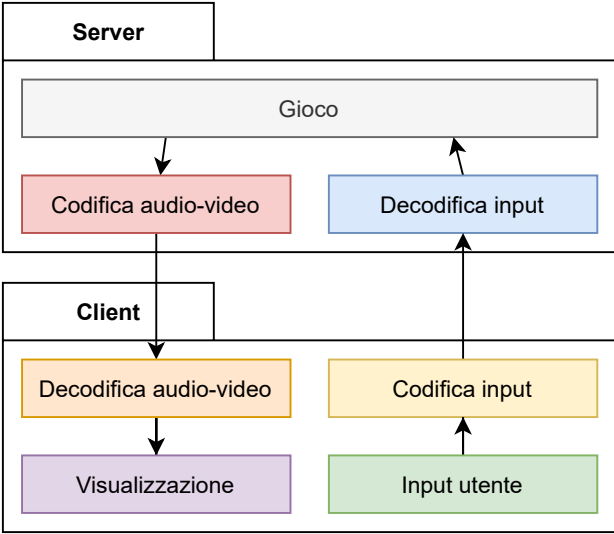 Server
Gioco
Codifica audio-video
Decodifica input
Client
Decodifica audio-video
Codifica input
Visualizzazione
Input utente